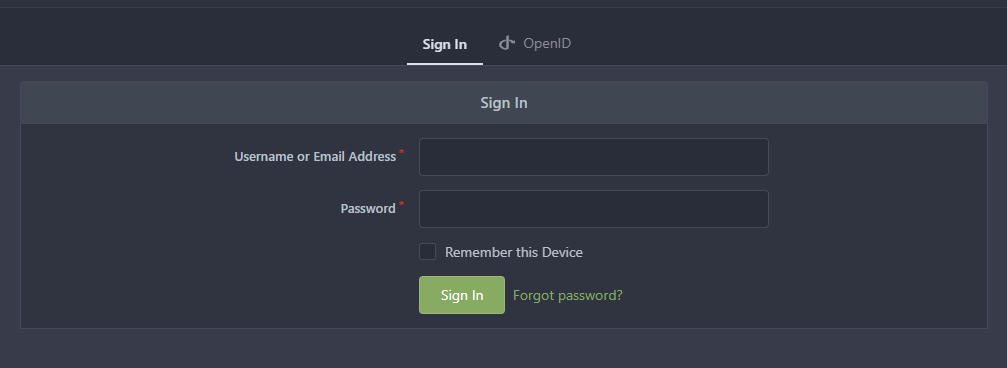 Sign In OpenID
Sign In
Username or Email Address *
Password *
Remember this Device
Sign In Forgot password?